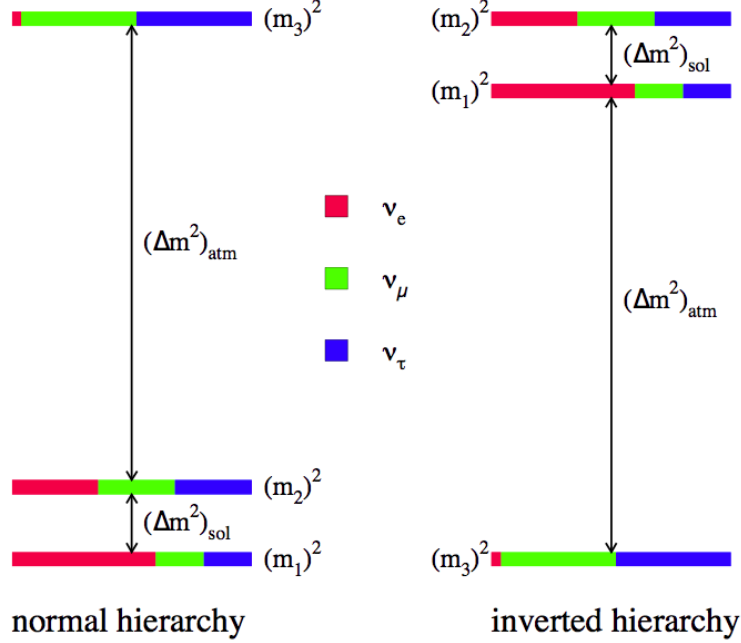 (m₃)²
(m₂)²
(Δm²)sol
(m₁)²
νe
(Δm²)atm
νμ
(Δm²)atm
ντ
(m₂)²
(Δm²)sol
(m₁)²
(m₃)²
normal hierarchy
inverted hierarchy